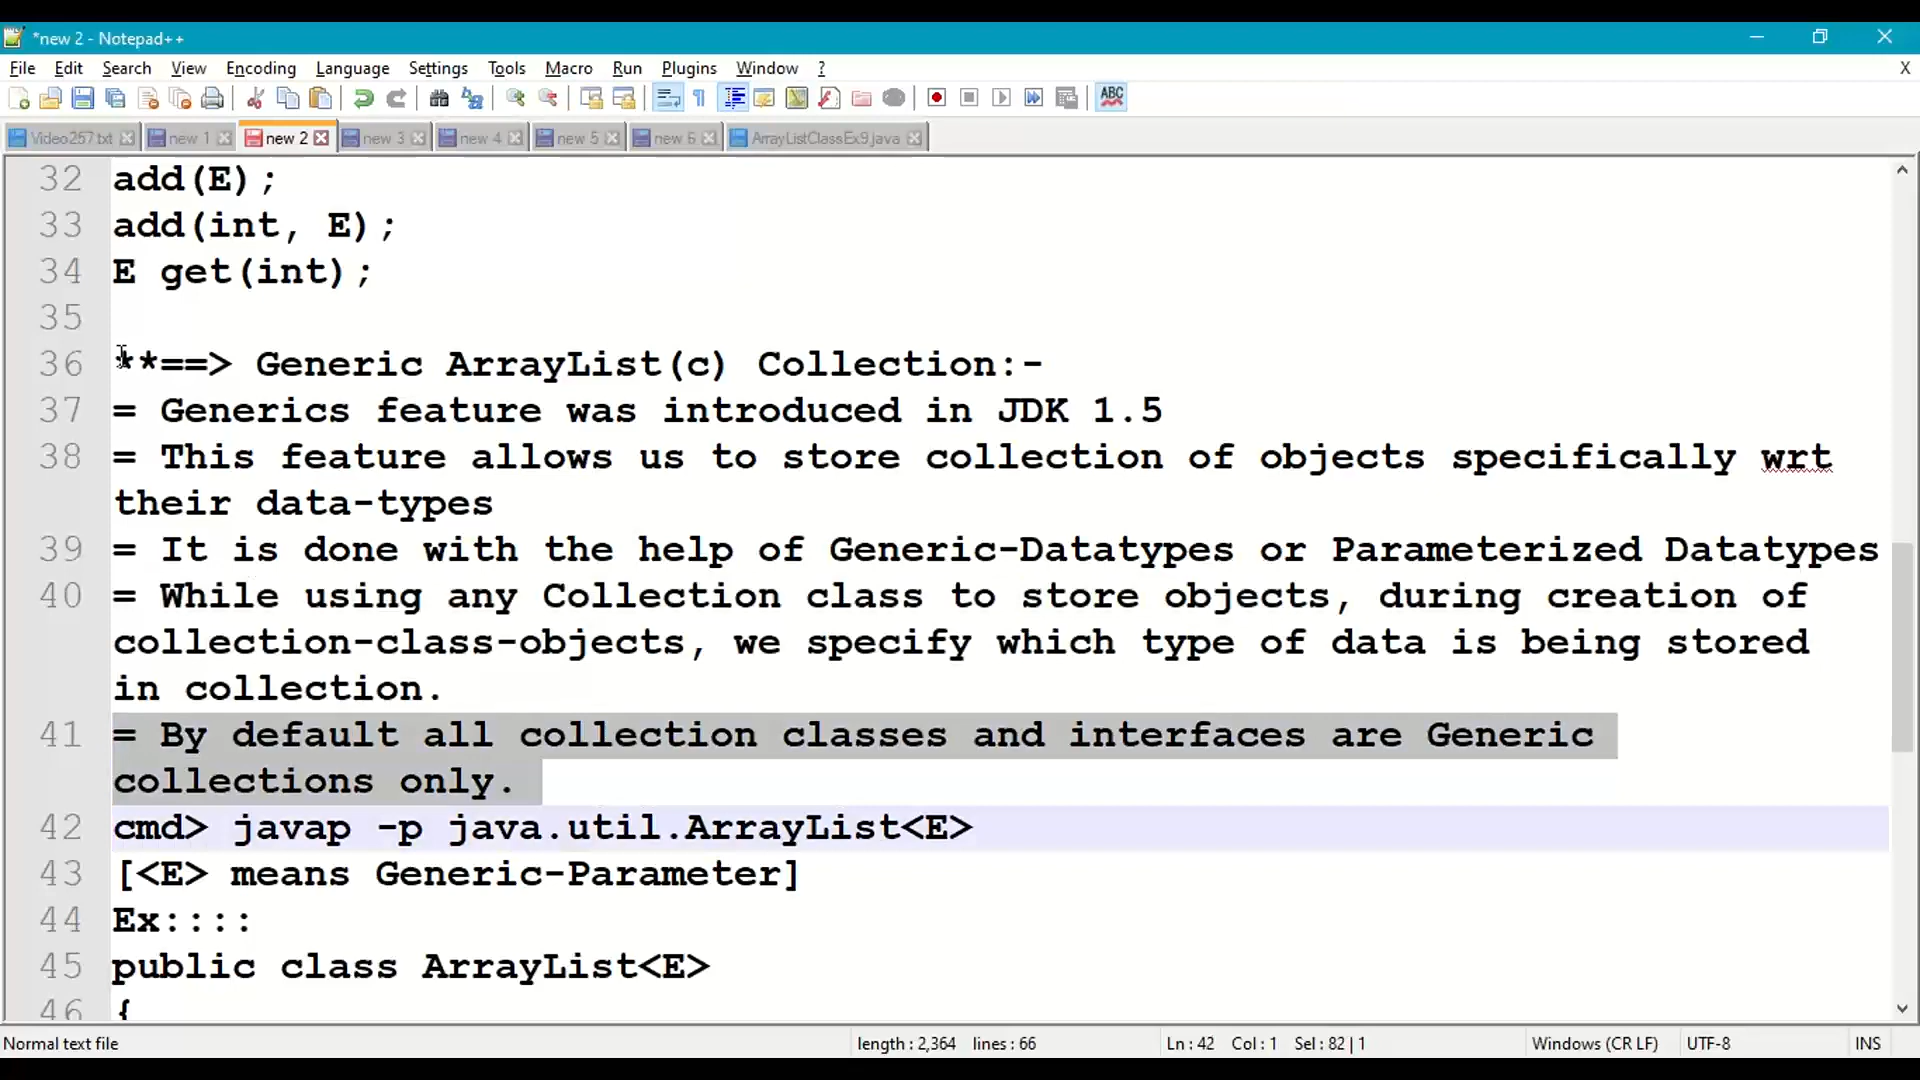 *new 2 - Notepad++
File Edit Search View Encoding Language Settings Tools Macro Run Plugins Window ? X
ABC
Video257.txt new 1 new 2 new 3 new 4 new 5 new 6 ArrayListClassEx9.java
32 add(E);
33 add(int, E);
34 E get(int);
35
36 **==> Generic ArrayList(c) Collection:-
37 = Generics feature was introduced in JDK 1.5
38 = This feature allows us to store collection of objects specifically wrt
their data-types
39 = It is done with the help of Generic-Datatypes or Parameterized Datatypes
40 = While using any Collection class to store objects, during creation of
collection-class-objects, we specify which type of data is being stored
in collection.
41 = By default all collection classes and interfaces are Generic
collections only.
42 cmd> javap -p java.util.ArrayList<E>
43 [<E> means Generic-Parameter]
44 Ex::::
45 public class ArrayList<E>
46 {
Normal text file length : 2,364 lines : 66 Ln : 42 Col : 1 Sel : 82 | 1 Windows (CR LF) UTF-8 INS